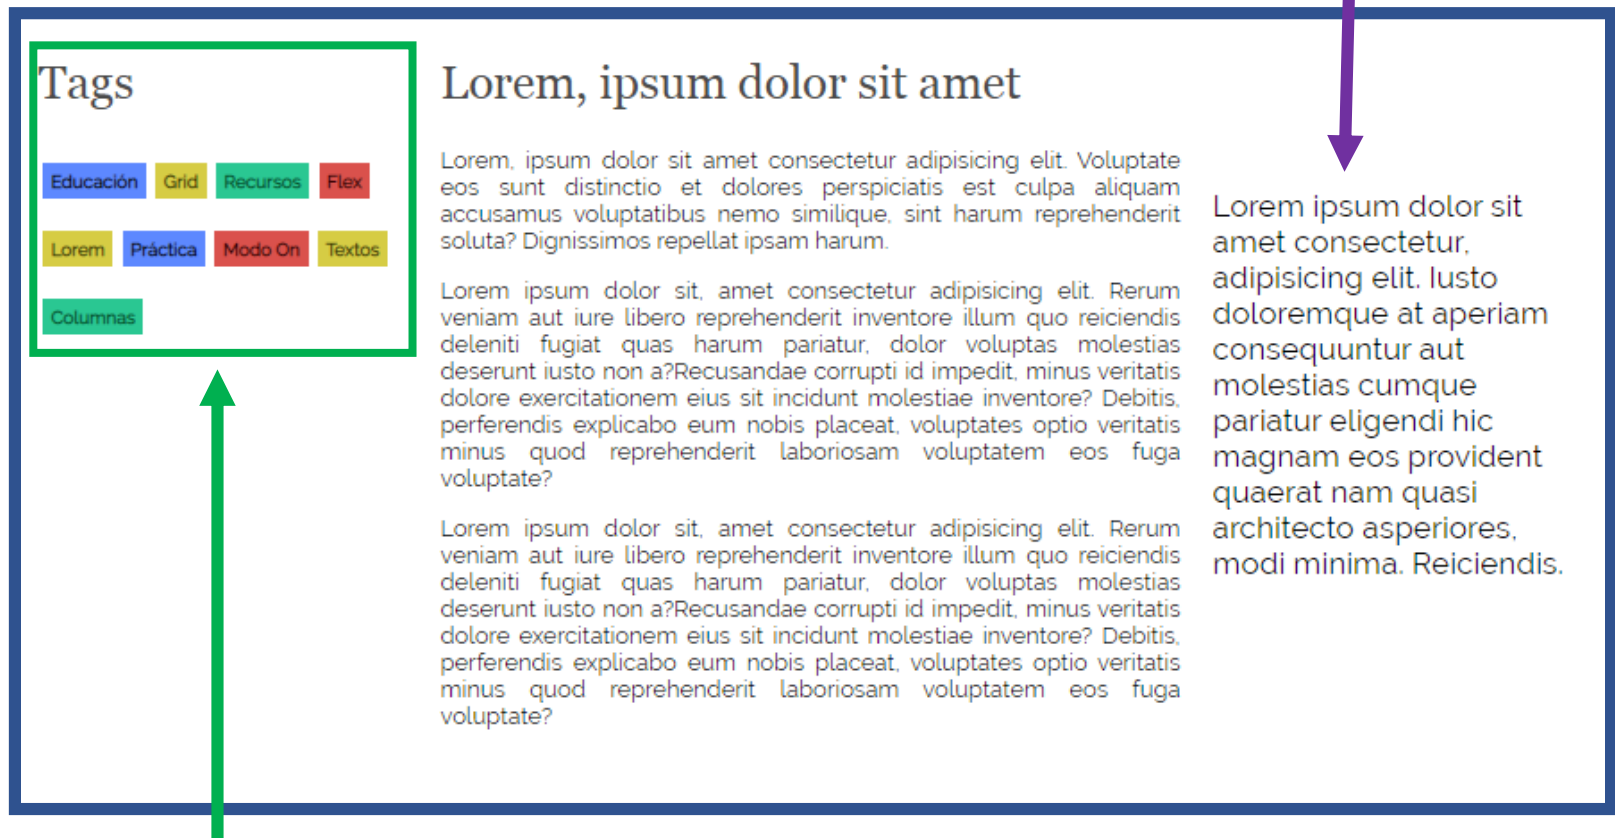 Tags
Educación Grid Recursos Flex
Lorem Práctica Modo On Textos
Columnas
Lorem, ipsum dolor sit amet
Lorem, ipsum dolor sit amet consectetur adipisicing elit. Voluptate
eos sunt distinctio et dolores perspiciatis est culpa aliquam
accusamus voluptatibus nemo similique, sint harum reprehenderit
soluta? Dignissimos repellat ipsam harum.
Lorem ipsum dolor sit, amet consectetur adipisicing elit. Rerum
veniam aut iure libero reprehenderit inventore illum quo reiciendis
deleniti fugiat quas harum pariatur, dolor voluptas molestias
deserunt iusto non a?Recusandae corrupti id impedit, minus veritatis
dolore exercitationem eius sit incidunt molestiae inventore? Debitis,
perferendis explicabo eum nobis placeat, voluptates optio veritatis
minus quod reprehenderit laboriosam voluptatem eos fuga
voluptate?
Lorem ipsum dolor sit, amet consectetur adipisicing elit. Rerum
veniam aut iure libero reprehenderit inventore illum quo reiciendis
deleniti fugiat quas harum pariatur, dolor voluptas molestias
deserunt iusto non a?Recusandae corrupti id impedit, minus veritatis
dolore exercitationem eius sit incidunt molestiae inventore? Debitis,
perferendis explicabo eum nobis placeat, voluptates optio veritatis
minus quod reprehenderit laboriosam voluptatem eos fuga
voluptate?
Lorem ipsum dolor sit
amet consectetur,
adipisicing elit. Iusto
doloremque at aperiam
consequuntur aut
molestias cumque
pariatur eligendi hic
magnam eos provident
quaerat nam quasi
architecto asperiores,
modi minima. Reiciendis.